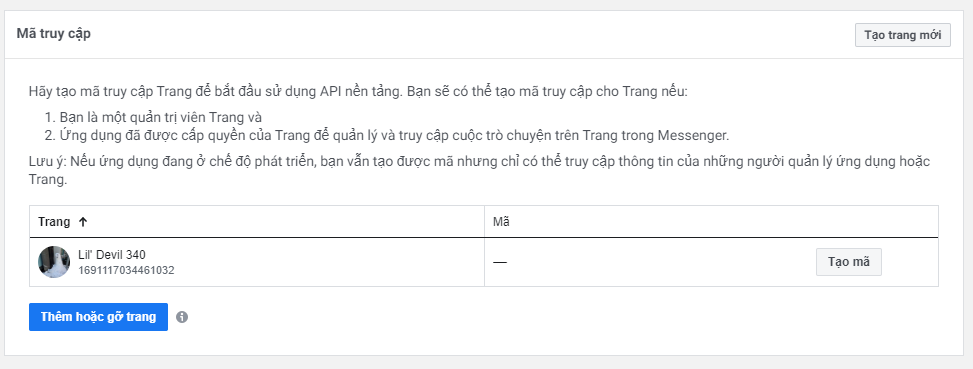 Mã truy cập
Tạo trang mới
Hãy tạo mã truy cập Trang để bắt đầu sử dụng API nền tảng. Bạn sẽ có thể tạo mã truy cập cho Trang nếu:
1. Bạn là một quản trị viên Trang và
2. Ứng dụng đã được cấp quyền của Trang để quản lý và truy cập cuộc trò chuyện trên Trang trong Messenger.
Lưu ý: Nếu ứng dụng đang ở chế độ phát triển, bạn vẫn tạo được mã nhưng chỉ có thể truy cập thông tin của những người quản lý ứng dụng hoặc
Trang.
Trang ↑
Mã
Lil' Devil 340
1691117034461032
—
Tạo mã
Thêm hoặc gỡ trang